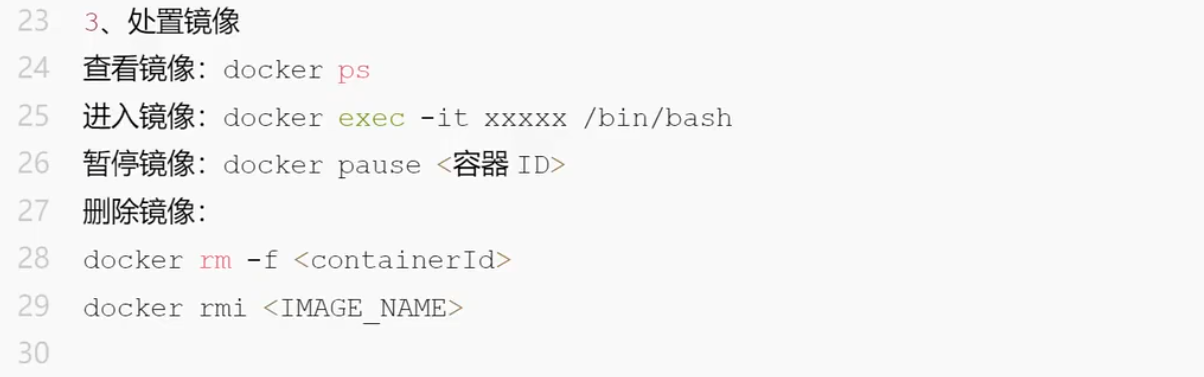 23 3、处置镜像
24 查看镜像：docker ps
25 进入镜像：docker exec -it xxxxx /bin/bash
26 暂停镜像：docker pause <容器 ID>
27 删除镜像：
28 docker rm -f <containerId>
29 docker rmi <IMAGE_NAME>
30